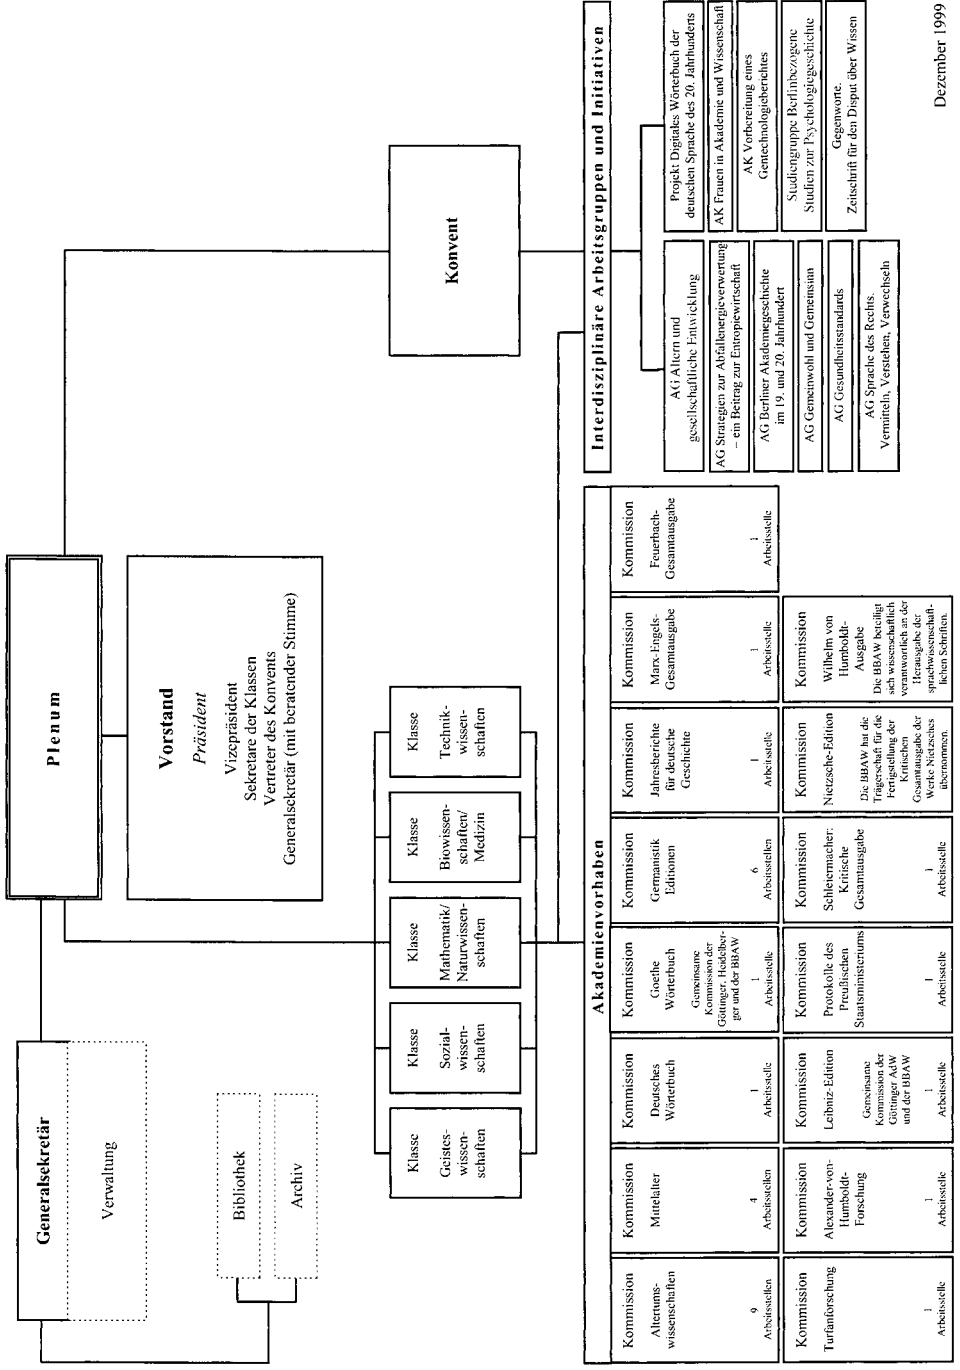 Plenum
Vorstand
Präsident
Vizepräsident
Sekretare der Klassen
Vertreter des Konvents
Generalsekretär (mit beratender Stimme)
Generalsekretär
Verwaltung
Bibliothek
Archiv
Konvent
Klasse
Geistes-
wissen-
schaften
Klasse
Sozial-
wissen-
schaften
Klasse
Mathematik/
Naturwissen-
schaften
Klasse
Biowissen-
schaften/
Medizin
Klasse
Technik-
wissen-
schaften
Akademienvorhaben
Kommission
Altertums-
wissenschaften
9
Arbeitsstellen
Kommission
Mittelalter
4
Arbeitsstellen
Kommission
Deutsches
Wörterbuch
1
Arbeitsstelle
Kommission
Goethe
Wörterbuch
Gemeinsame
Kommission der
Göttinger, Heidelber-
ger und der BBAW
1
Arbeitsstelle
Kommission
Germanistik
Editionen
6
Arbeitsstellen
Kommission
Jahresberichte
für deutsche
Geschichte
1
Arbeitsstelle
Kommission
Marx-Engels-
Gesamtausgabe
1
Arbeitsstelle
Kommission
Feuerbach-
Gesamtausgabe
1
Arbeitsstelle
Kommission
Turfanforschung
1
Arbeitsstelle
Kommission
Alexander-von-
Humboldt-
Forschung
1
Arbeitsstelle
Kommission
Leibniz-Edition
Gemeinsame
Kommission der
Göttinger AdW
und der BBAW
1
Arbeitsstelle
Kommission
Protokolle des
Preußischen
Staatsministeriums
1
Arbeitsstelle
Kommission
Schleiermacher:
Kritische
Gesamtausgabe
1
Arbeitsstelle
Kommission
Nietzsche-Edition
Die BBAW hat die
Trägerschaft für die
Fertigstellung der
Kritischen
Gesamtausgabe der
Werke Nietzsches
übernommen.
Kommission
Wilhelm von
Humboldt-
Ausgabe
Die BBAW beteiligt
sich wissenschaftlich
verantwortlich an der
Herausgabe der
sprachwissenschaft-
lichen Schriften.
Interdisziplinäre Arbeitsgruppen und Initiativen
AG Altern und
gesellschaftliche Entwicklung
AG Strategien zur Abfallenergieverwertung
– ein Beitrag zur Entropiewirtschaft
AG Berliner Akademiegeschichte
im 19. und 20. Jahrhundert
AG Gemeinwohl und Gemeinsinn
AG Gesundheitsstandards
AG Sprache des Rechts.
Vermitteln, Verstehen, Verwechseln
Projekt Digitales Wörterbuch der
deutschen Sprache des 20. Jahrhunderts
AK Frauen in Akademie und Wissenschaft
AK Vorbereitung eines
Gentechnologieberichtes
Studiengruppe Berlinbezogene
Studien zur Psychologiegeschichte
Gegenworte.
Zeitschrift für den Disput über Wissen
Dezember 1999